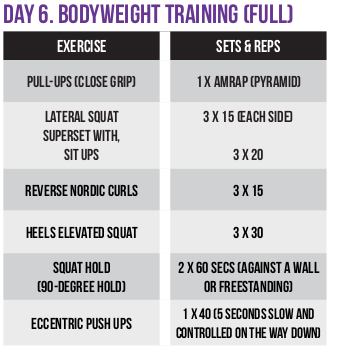 DAY 6. BODYWEIGHT TRAINING (FULL)
EXERCISE
SETS & REPS
PULL-UPS (CLOSE GRIP)
1 X AMRAP (PYRAMID)
LATERAL SQUAT
SUPERSET WITH,
SIT UPS
3 X 15 (EACH SIDE)
3 X 20
REVERSE NORDIC CURLS
3 X 15
HEELS ELEVATED SQUAT
3 X 30
SQUAT HOLD
(90-DEGREE HOLD)
2 X 60 SECS (AGAINST A WALL
OR FREESTANDING)
ECCENTRIC PUSH UPS
1 X 40 (5 SECONDS SLOW AND
CONTROLLED ON THE WAY DOWN)